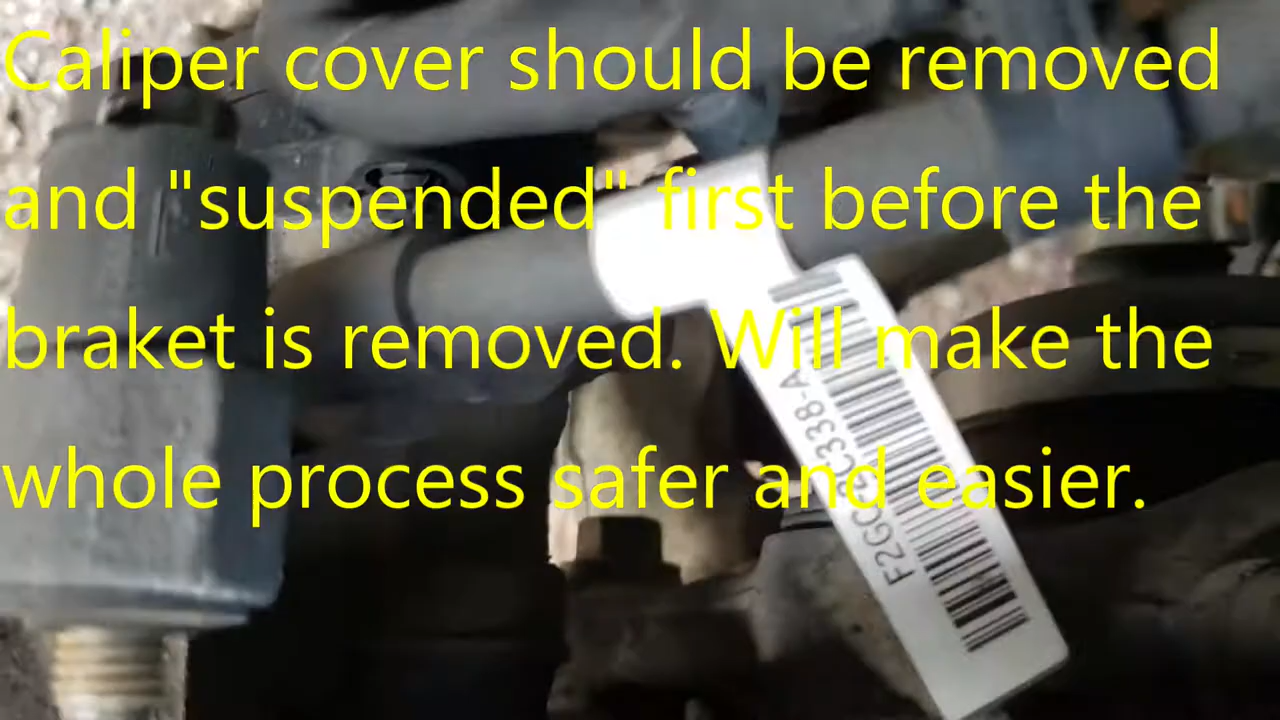 Caliper cover should be removed
and "suspended" first before the
braket is removed. Will make the
whole process safer and easier.